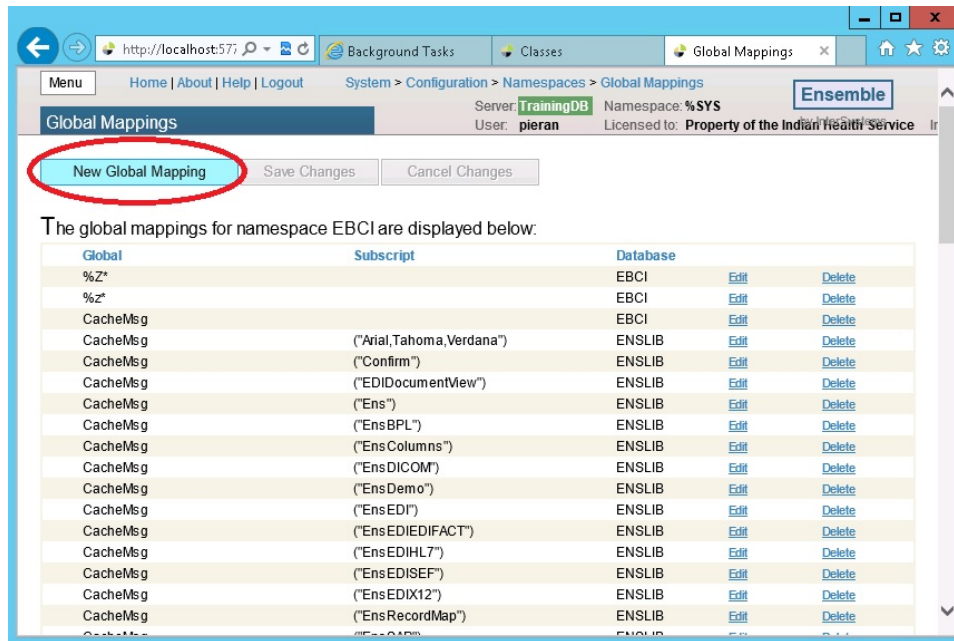 http://localhost:577 Background Tasks Classes Global Mappings
Menu Home | About | Help | Logout System > Configuration > Namespaces > Global Mappings
Ensemble
Server: TrainingDB Namespace: %SYS
by InterSystems
Global Mappings User: pieran Licensed to: Property of the Indian Health Service
New Global Mapping Save Changes Cancel Changes
The global mappings for namespace EBCI are displayed below:
Global Subscript Database
%Z* EBCI Edit Delete
%z* EBCI Edit Delete
CacheMsg EBCI Edit Delete
CacheMsg ("Arial,Tahoma,Verdana") ENSLIB Edit Delete
CacheMsg ("Confirm") ENSLIB Edit Delete
CacheMsg ("EDIDocumentView") ENSLIB Edit Delete
CacheMsg ("Ens") ENSLIB Edit Delete
CacheMsg ("EnsBPL") ENSLIB Edit Delete
CacheMsg ("EnsColumns") ENSLIB Edit Delete
CacheMsg ("EnsDICOM") ENSLIB Edit Delete
CacheMsg ("EnsDemo") ENSLIB Edit Delete
CacheMsg ("EnsEDI") ENSLIB Edit Delete
CacheMsg ("EnsEDIEDIFACT") ENSLIB Edit Delete
CacheMsg ("EnsEDIHL7") ENSLIB Edit Delete
CacheMsg ("EnsEDISEF") ENSLIB Edit Delete
CacheMsg ("EnsEDIX12") ENSLIB Edit Delete
CacheMsg ("EnsRecordMap") ENSLIB Edit Delete